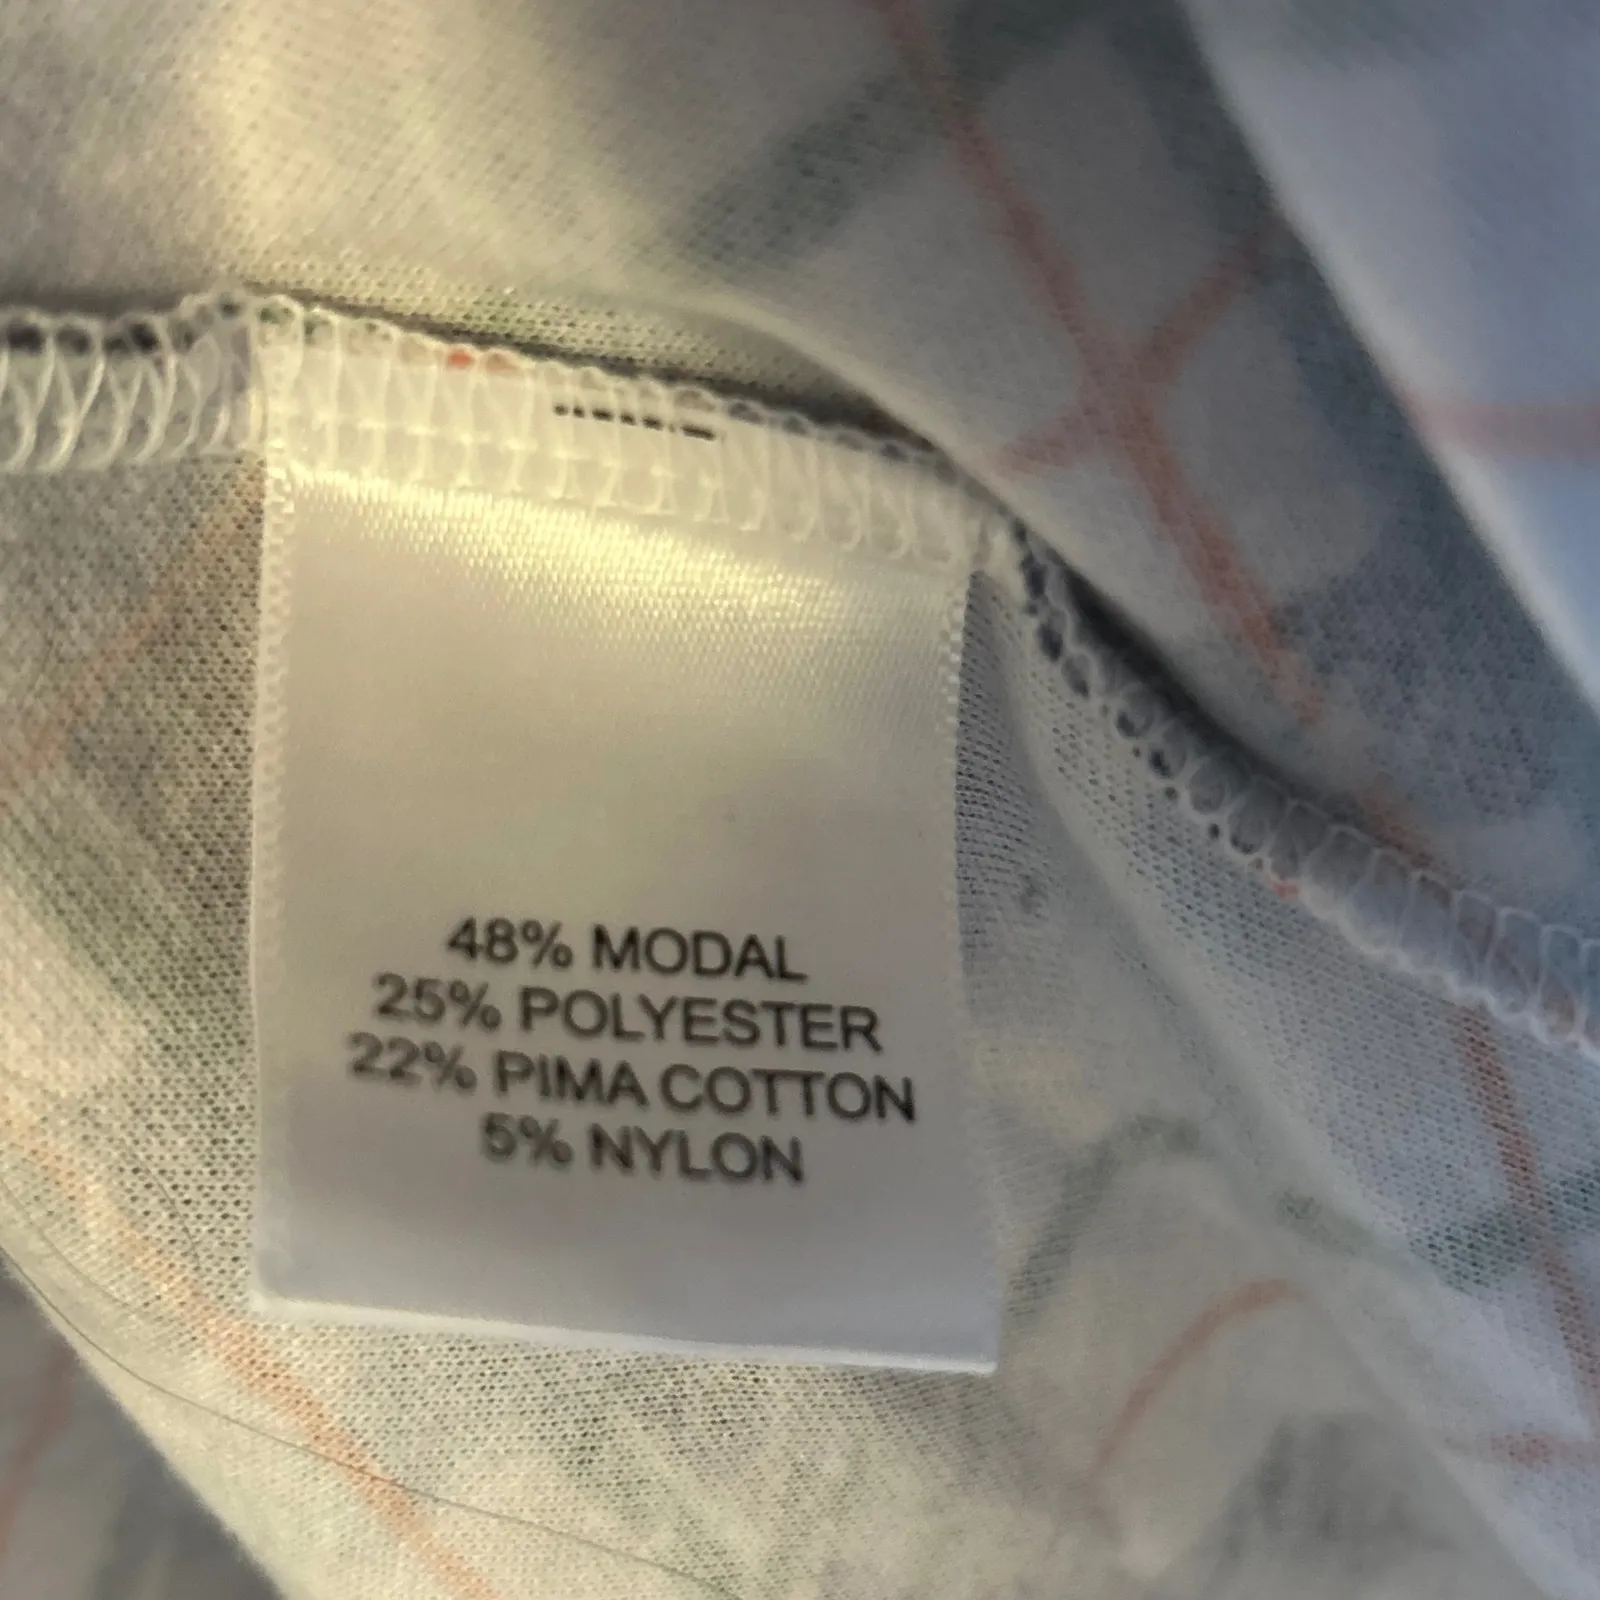 48% MODAL
25% POLYESTER
22% PIMA COTTON
5% NYLON